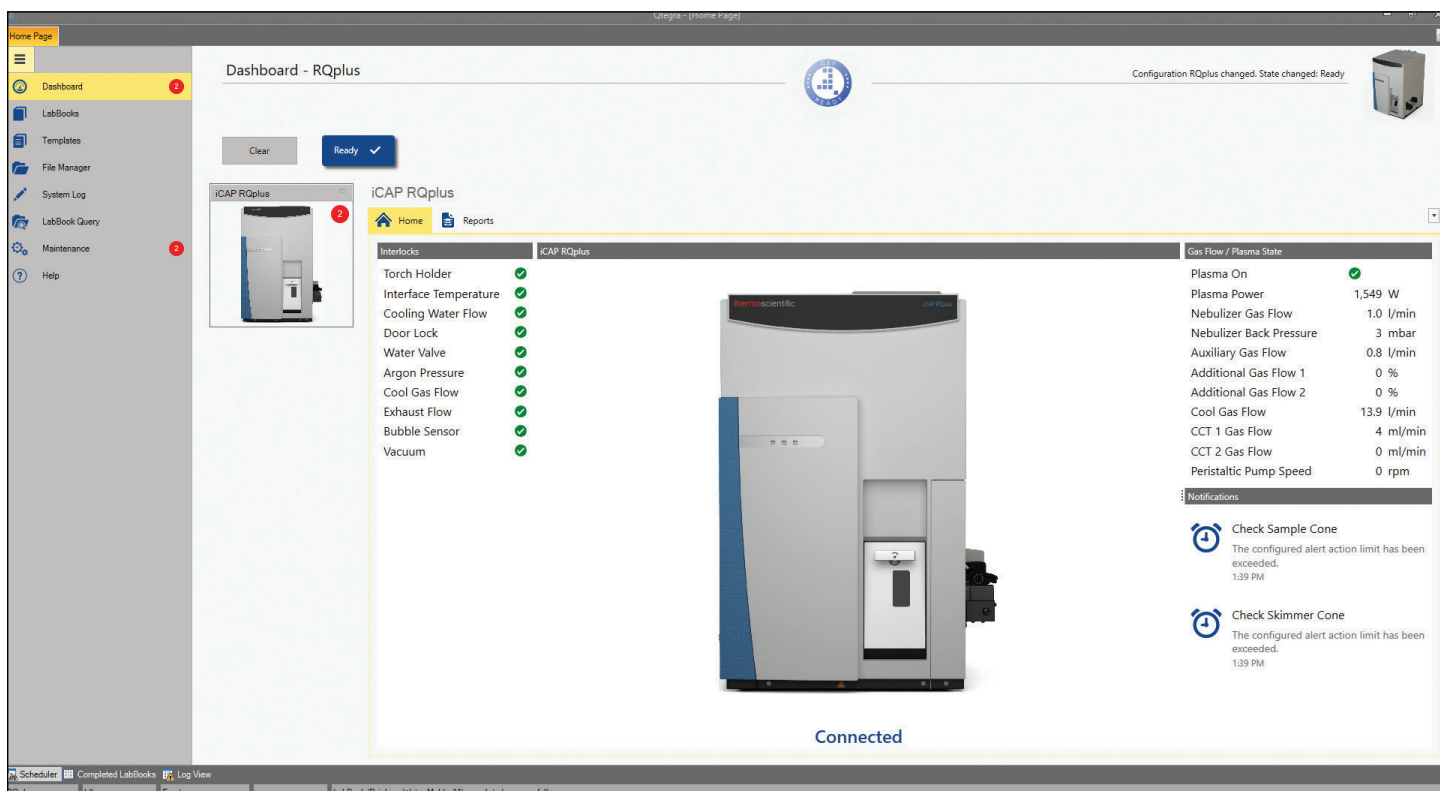 Qtegra - [Home Page]
Home Page
Dashboard 2
LabBooks
Templates
File Manager
System Log
LabBook Query
Maintenance 2
Help
Dashboard - RQplus
GET READY
Configuration RQplus changed. State changed: Ready
Clear
Ready
iCAP RQplus
2
iCAP RQplus
Home
Reports
Interlocks
Torch Holder
Interface Temperature
Cooling Water Flow
Door Lock
Water Valve
Argon Pressure
Cool Gas Flow
Exhaust Flow
Bubble Sensor
Vacuum
iCAP RQplus
thermoscientific
iCAP RQplus
Connected
Gas Flow / Plasma State
Plasma On
Plasma Power 1,549 W
Nebulizer Gas Flow 1.0 l/min
Nebulizer Back Pressure 3 mbar
Auxiliary Gas Flow 0.8 l/min
Additional Gas Flow 1 0 %
Additional Gas Flow 2 0 %
Cool Gas Flow 13.9 l/min
CCT 1 Gas Flow 4 ml/min
CCT 2 Gas Flow 0 ml/min
Peristaltic Pump Speed 0 rpm
Notifications
Check Sample Cone
The configured alert action limit has been
exceeded.
1:39 PM
Check Skimmer Cone
The configured alert action limit has been
exceeded.
1:39 PM
Scheduler
Completed LabBooks
Log View